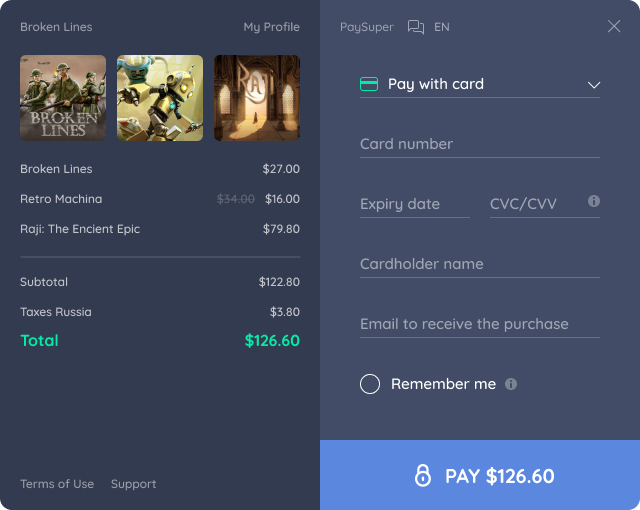 Broken Lines
My Profile
BROKEN
LINES
RAJI
Broken Lines $27.00
Retro Machina $34.00 $16.00
Raji: The Encient Epic $79.80
Subtotal $122.80
Taxes Russia $3.80
Total $126.60
Terms of Use Support
PaySuper EN
Pay with card
Card number
Expiry date CVC/CVV
Cardholder name
Email to receive the purchase
Remember me
PAY $126.60